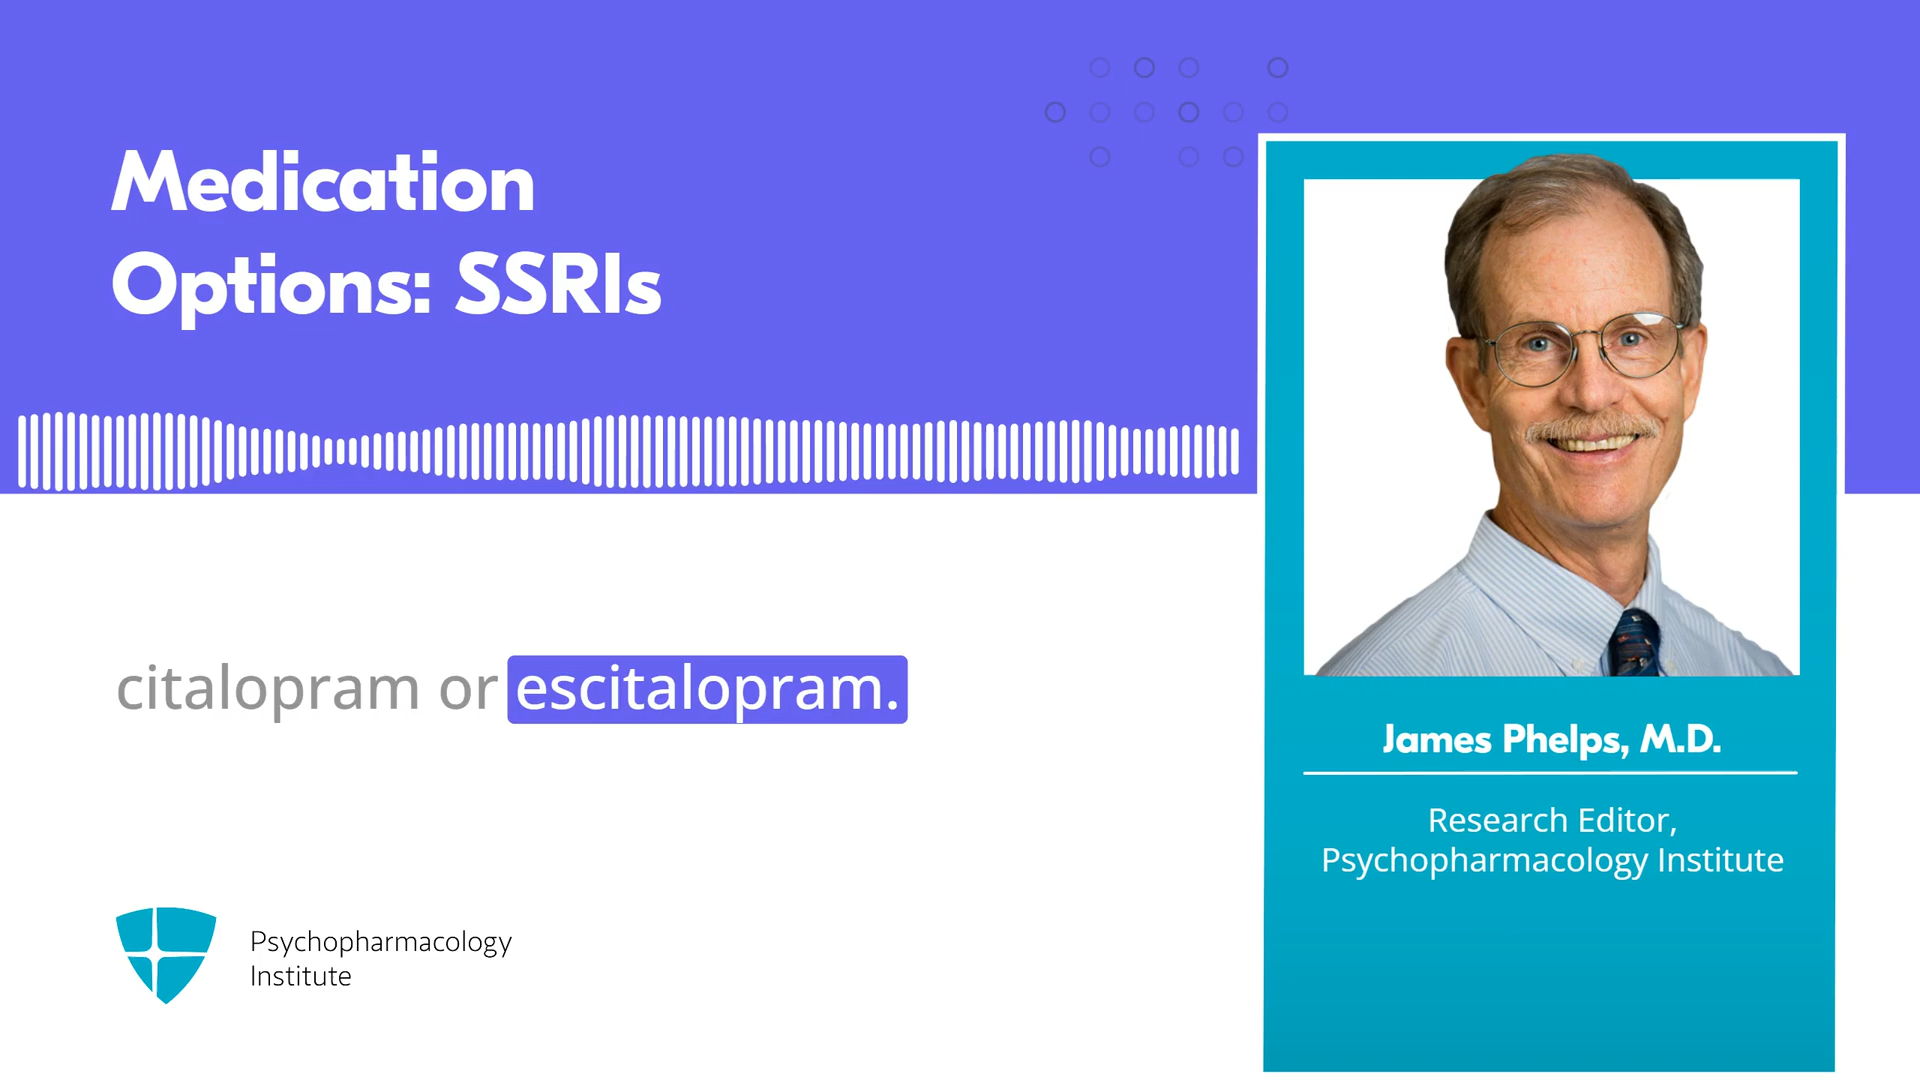 Medication
Options: SSRIs
citalopram or escitalopram.
James Phelps, M.D.
Research Editor,
Psychopharmacology Institute
Psychopharmacology
Institute